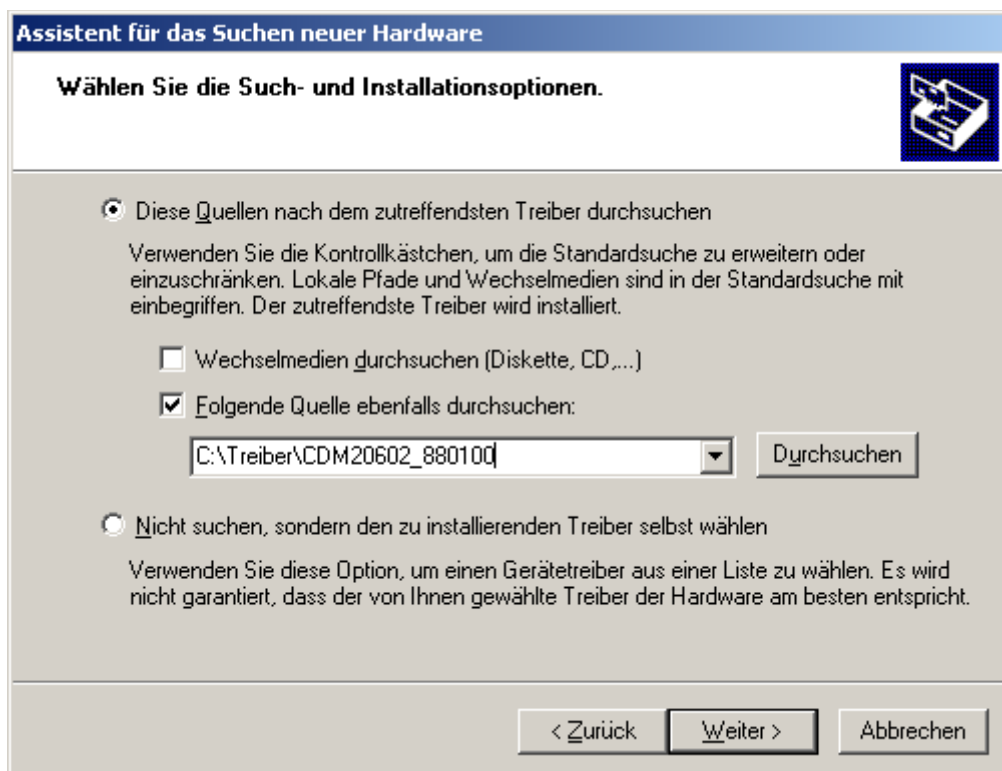 Assistent für das Suchen neuer Hardware
Wählen Sie die Such- und Installationsoptionen.
Diese Quellen nach dem zutreffendsten Treiber durchsuchen
Verwenden Sie die Kontrollkästchen, um die Standardsuche zu erweitern oder
einzuschränken. Lokale Pfade und Wechselmedien sind in der Standardsuche mit
einbegriffen. Der zutreffendste Treiber wird installiert.
Wechselmedien durchsuchen (Diskette, CD,...)
Folgende Quelle ebenfalls durchsuchen:
C:\Treiber\CDM20602_880100
Durchsuchen
Nicht suchen, sondern den zu installierenden Treiber selbst wählen
Verwenden Sie diese Option, um einen Gerätetreiber aus einer Liste zu wählen. Es wird
nicht garantiert, dass der von Ihnen gewählte Treiber der Hardware am besten entspricht.
< Zurück
Weiter >
Abbrechen